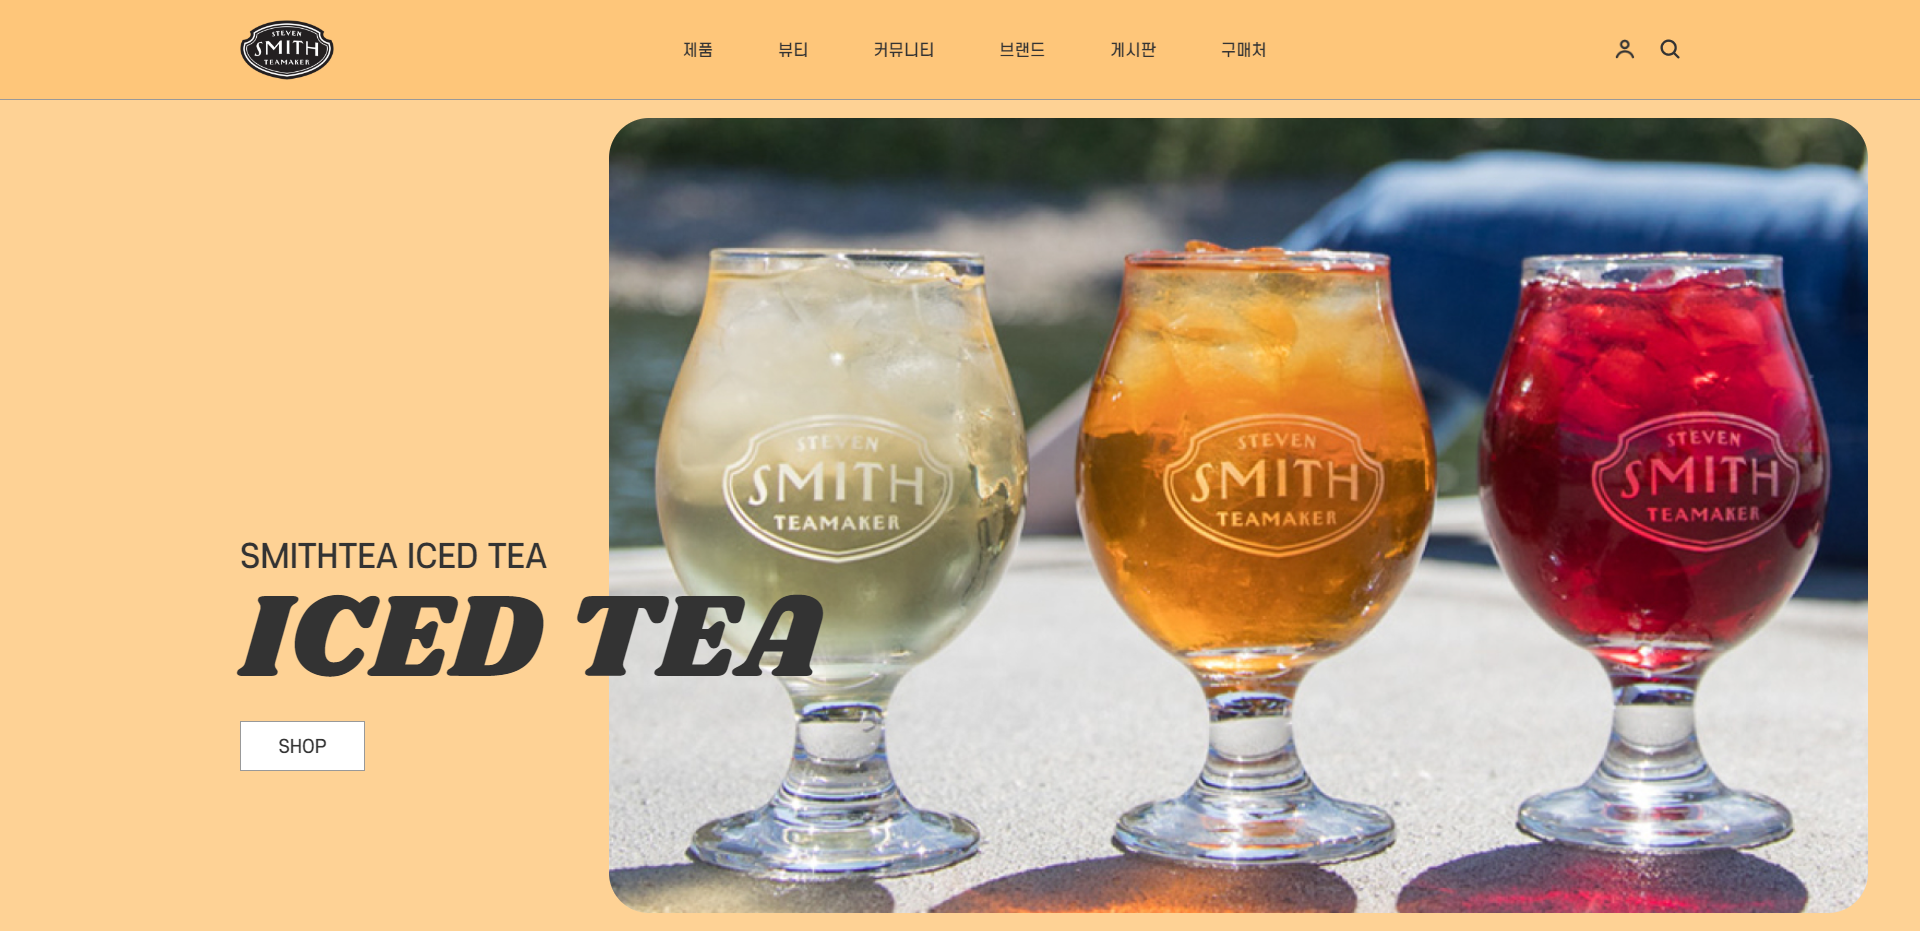 STEVEN
SMITH
TEAMAKER
제품 뷰티 커뮤니티 브랜드 게시판 구매처
STEVEN
SMITH
TEAMAKER
STEVEN
SMITH
TEAMAKER
STEVEN
SMITH
TEAMAKER
SMITHTEA ICED TEA
ICED TEA
SHOP